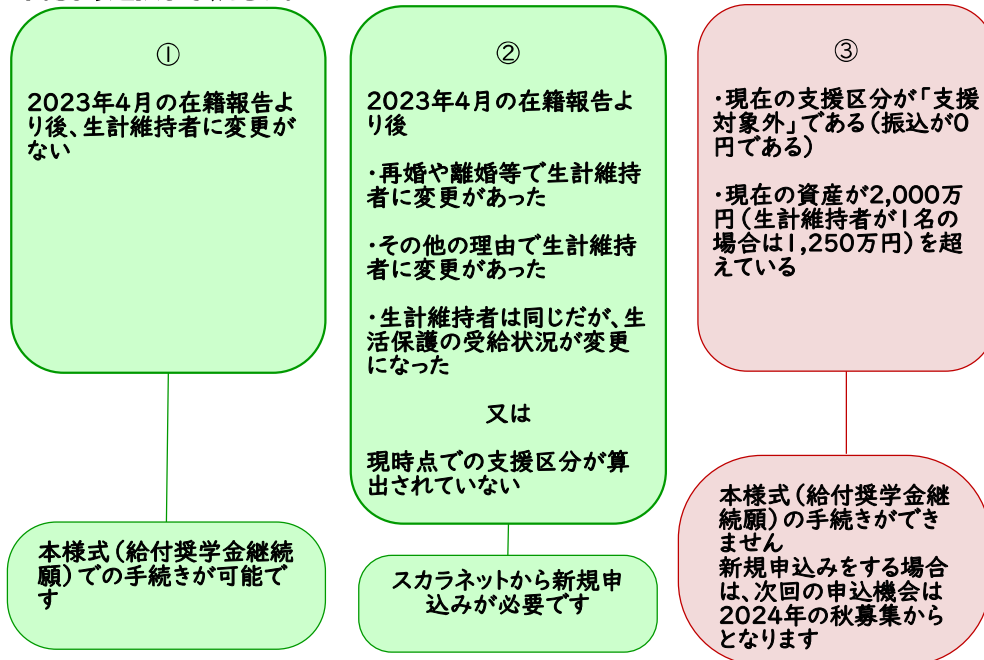 ①
2023年4月の在籍報告よ
り後、生計維持者に変更が
ない
本様式（給付奨学金継続
願）での手続きが可能で
す
②
2023年4月の在籍報告よ
り後
・再婚や離婚等で生計維持
者に変更があった
・その他の理由で生計維持
者に変更があった
・生計維持者は同じだが、生
活保護の受給状況が変更
になった
又は
現時点での支援区分が算
出されていない
スカラネットから新規申
込みが必要です
③
・現在の支援区分が「支援
対象外」である（振込が0
円である）
・現在の資産が2,000万
円（生計維持者が1名の
場合は1,250万円）を超
えている
本様式（給付奨学金継
続願）の手続きができ
ません
新規申込みをする場合
は、次回の申込機会は
2024年の秋募集から
となります